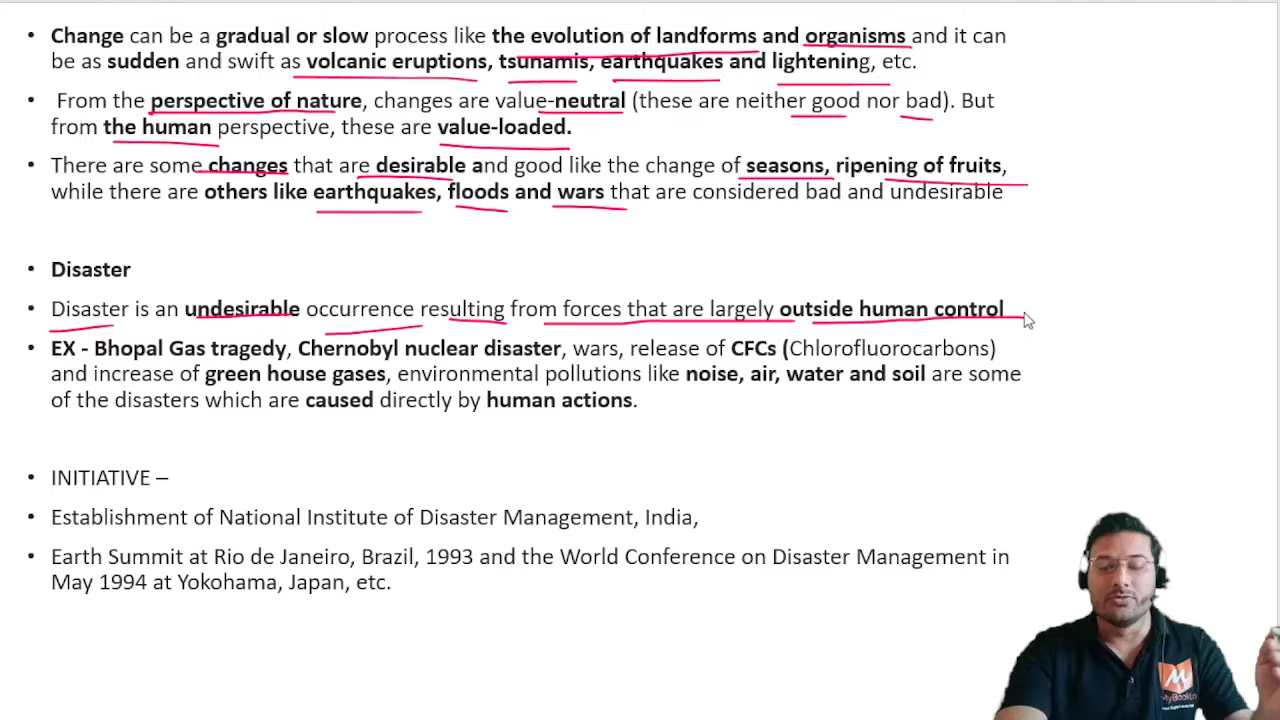 • Change can be a gradual or slow process like the evolution of landforms and organisms and it can
be as sudden and swift as volcanic eruptions, tsunamis, earthquakes and lightening, etc.
• From the perspective of nature, changes are value-neutral (these are neither good nor bad). But
from the human perspective, these are value-loaded.
• There are some changes that are desirable and good like the change of seasons, ripening of fruits,
while there are others like earthquakes, floods and wars that are considered bad and undesirable
• Disaster
• Disaster is an undesirable occurrence resulting from forces that are largely outside human control
• EX - Bhopal Gas tragedy, Chernobyl nuclear disaster, wars, release of CFCs (Chlorofluorocarbons)
and increase of green house gases, environmental pollutions like noise, air, water and soil are some
of the disasters which are caused directly by human actions.
• INITIATIVE –
• Establishment of National Institute of Disaster Management, India,
• Earth Summit at Rio de Janeiro, Brazil, 1993 and the World Conference on Disaster Management in
May 1994 at Yokohama, Japan, etc.